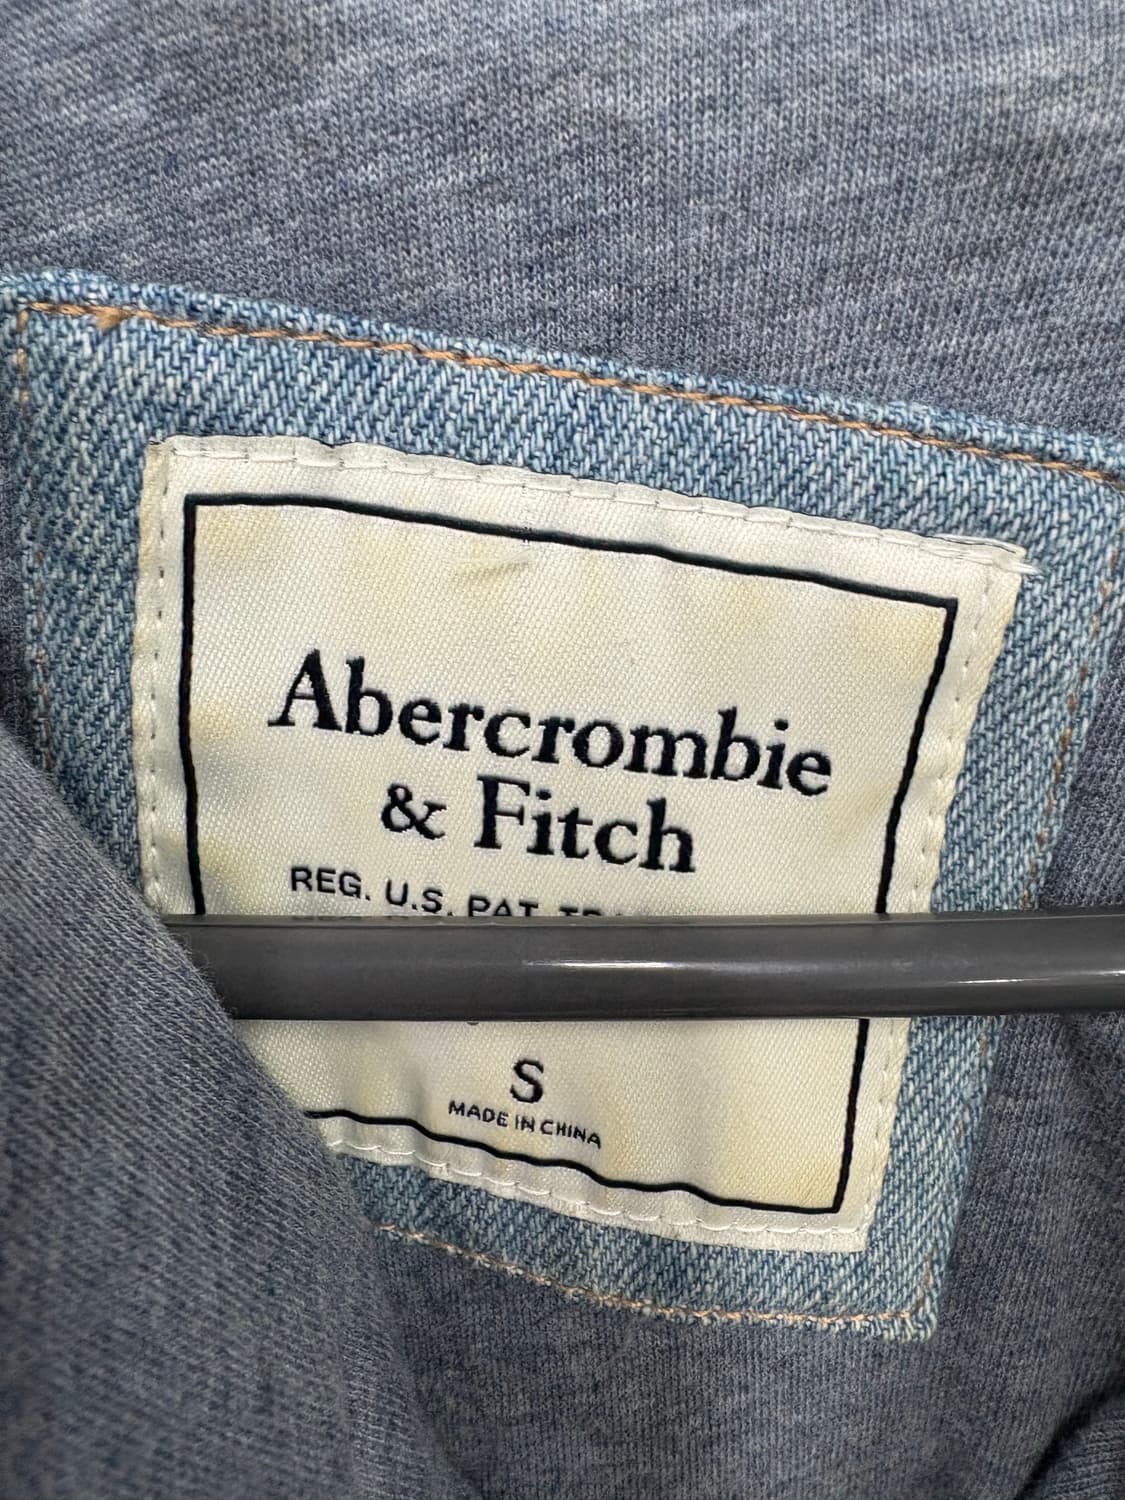 Abercrombie
& Fitch
REG. U.S. PAT.
S
MADE IN CHINA